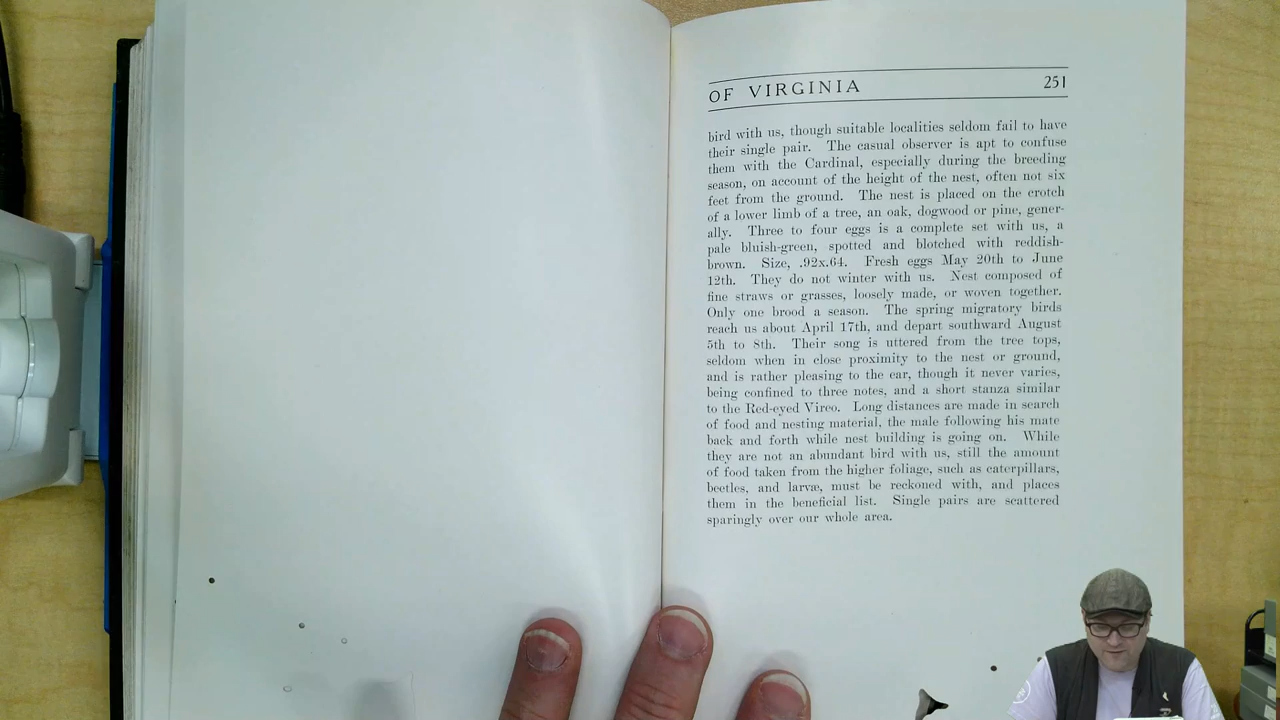 OF VIRGINIA 251
bird with us, though suitable localities seldom fail to have
their single pair. The casual observer is apt to confuse
them with the Cardinal, especially during the breeding
season, on account of the height of the nest, often not six
feet from the ground. The nest is placed on the crotch
of a lower limb of a tree, an oak, dogwood or pine, gener-
ally. Three to four eggs is a complete set with us, a
pale bluish-green, spotted and blotched with reddish-
brown. Size, .92x.64. Fresh eggs May 20th to June
12th. They do not winter with us. Nest composed of
fine straws or grasses, loosely made, or woven together.
Only one brood a season. The spring migratory birds
reach us about April 17th, and depart southward August
5th to 8th. Their song is uttered from the tree tops,
seldom when in close proximity to the nest or ground,
and is rather pleasing to the ear, though it never varies,
being confined to three notes, and a short stanza similar
to the Red-eyed Vireo. Long distances are made in search
of food and nesting material, the male following his mate
back and forth while nest building is going on. While
they are not an abundant bird with us, still the amount
of food taken from the higher foliage, such as caterpillars,
beetles, and larvæ, must be reckoned with, and places
them in the beneficial list. Single pairs are scattered
sparingly over our whole area.